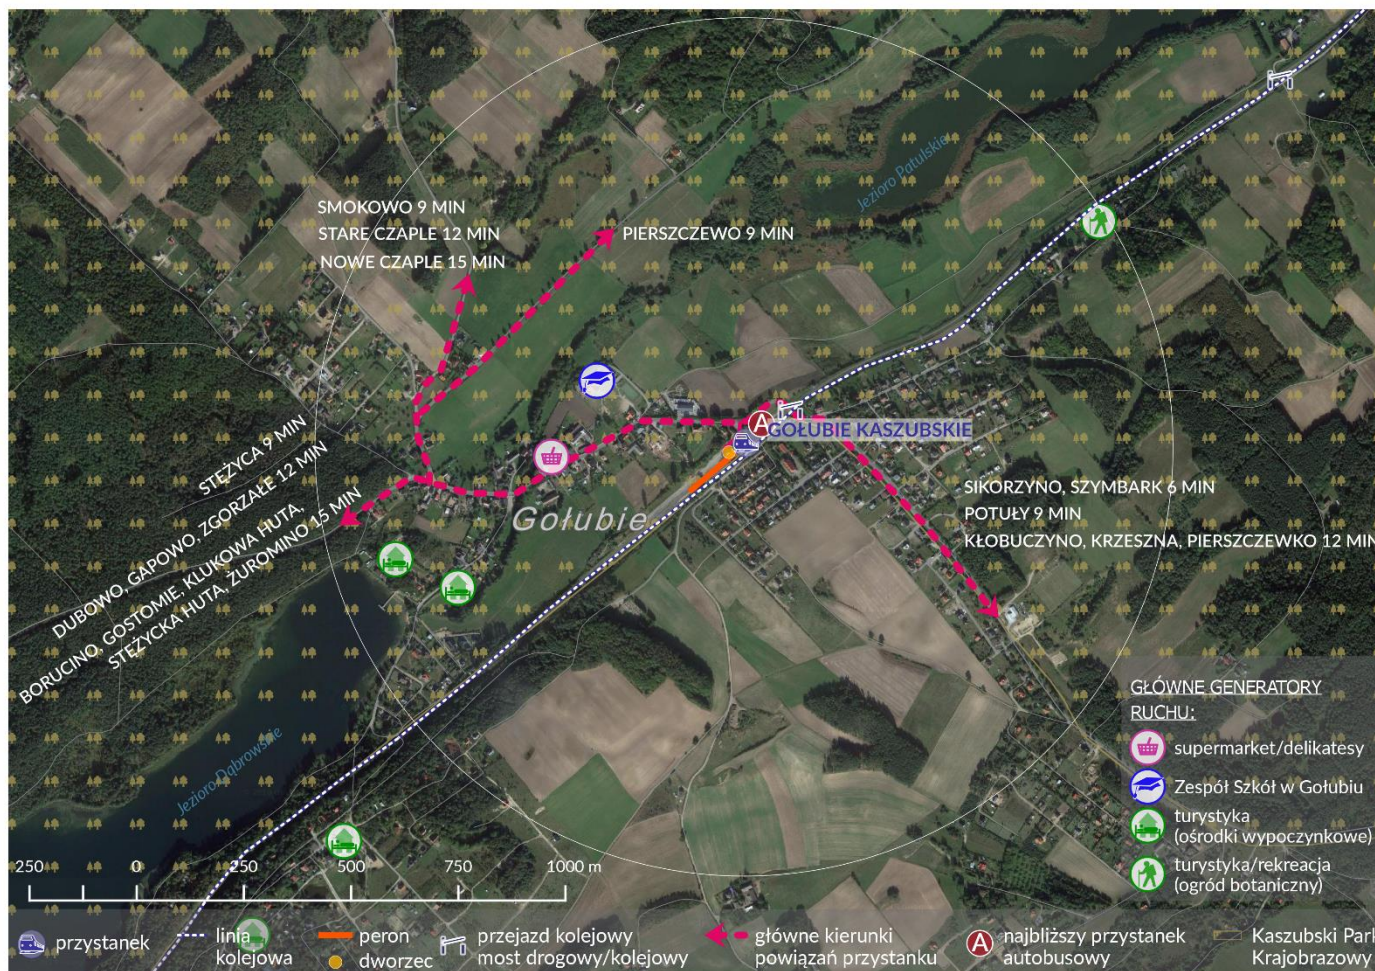 Jezioro Patulskie
SMOKOWO 9 MIN
STARE CZAPLE 12 MIN
NOWE CZAPLE 15 MIN
PIERSZCZEWO 9 MIN
A
GOŁUBIE KASZUBSKIE
STĘŻYCA 9 MIN
DUBOWO, GAPOWO, ZGORZAŁE 12 MIN
BORUCINO, GOSTOMIE, KLUKOWA HUTA,
STĘŻYCKA HUTA, ŻUROMINO 15 MIN
Gołubie
SIKORZYNO, SZYMBARK 6 MIN
POTUŁY 9 MIN
KŁOBUCZYNO, KRZESZNA, PIERSZCZEWKO 12 MIN
Jezioro Dąbrowskie
GŁÓWNE GENERATORY
RUCHU:
supermarket/delikatesy
Zespół Szkół w Gołubiu
turystyka
(ośrodki wypoczynkowe)
turystyka/rekreacja
(ogród botaniczny)
250 0 250 500 750 1000 m
przystanek
linia
kolejowa
peron
dworzec
przejazd kolejowy
most drogowy/kolejowy
główne kierunki
powiązań przystanku
A
najbliższy przystanek
autobusowy
Kaszubski Park
Krajobrazowy